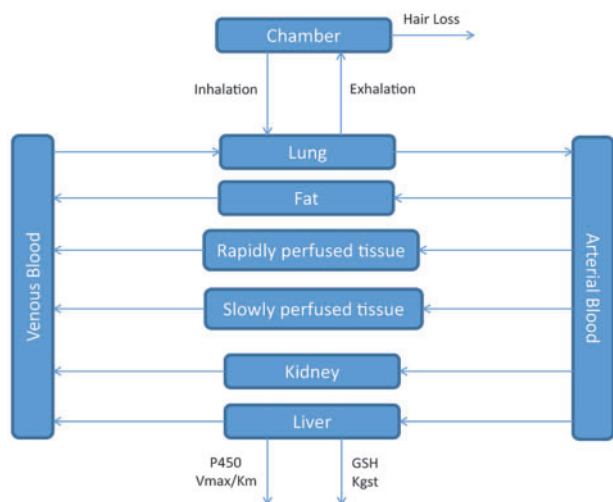 Hair Loss
Chamber
Inhalation
Exhalation
Lung
Fat
Rapidly perfused tissue
Slowly perfused tissue
Kidney
Liver
Venous Blood
Arterial Blood
P450
Vmax/Km
GSH
Kgst